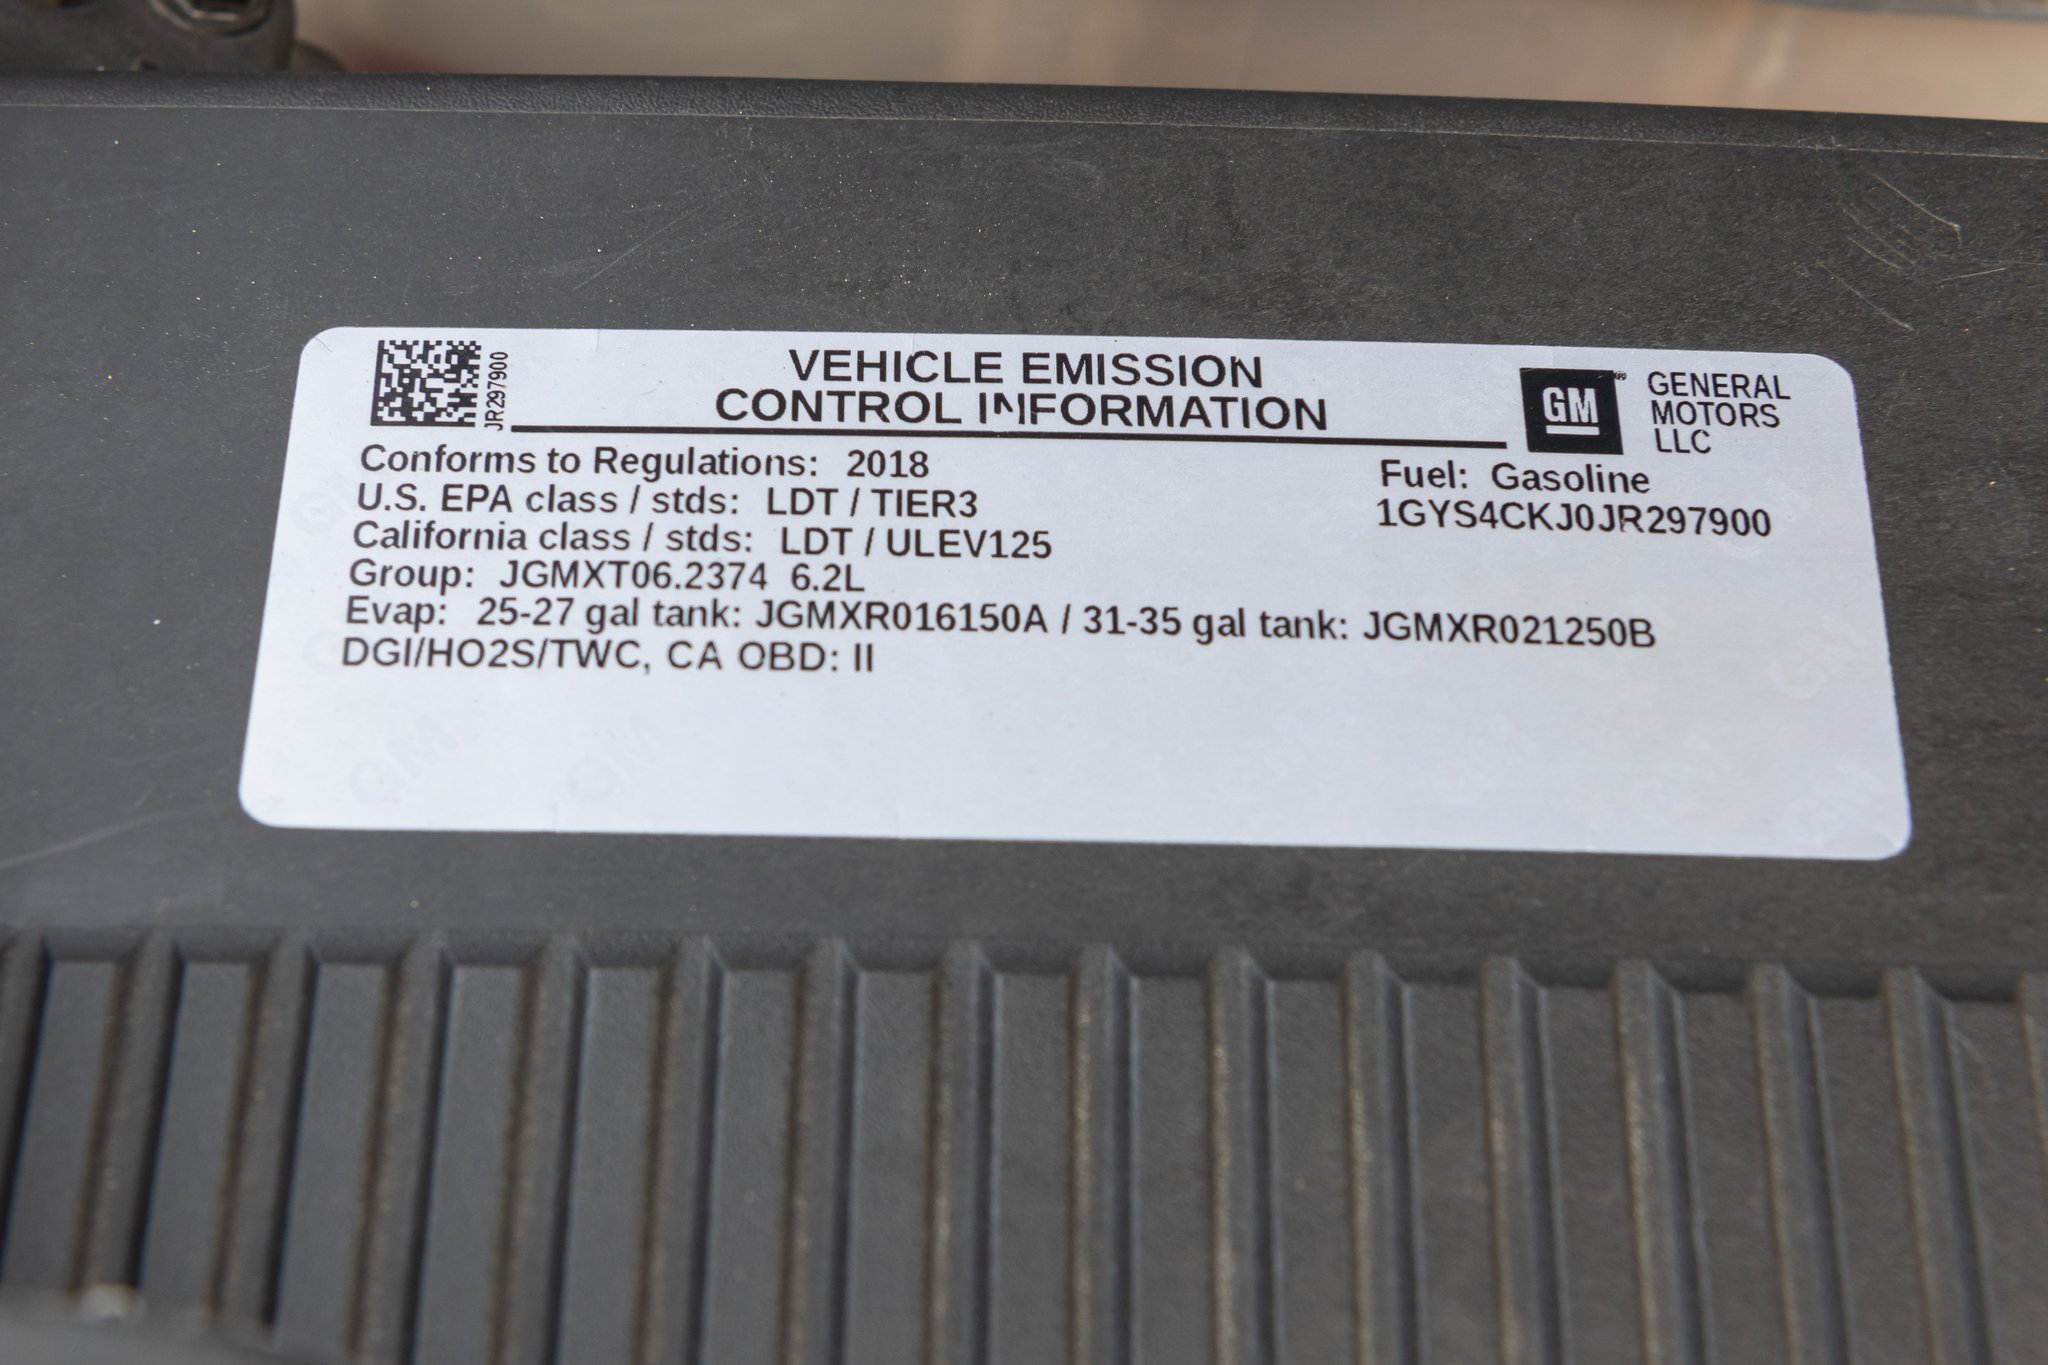 JR297900
VEHICLE EMISSION
CONTROL INFORMATION
GM
GENERAL
MOTORS
LLC
Conforms to Regulations: 2018
Fuel: Gasoline
U.S. EPA class / stds: LDT / TIER3
1GYS4CKJ0JR297900
California class / stds: LDT / ULEV125
Group: JGMXT06.2374 6.2L
Evap: 25-27 gal tank: JGMXR016150A / 31-35 gal tank: JGMXR021250B
DGI/HO2S/TWC, CA OBD: II